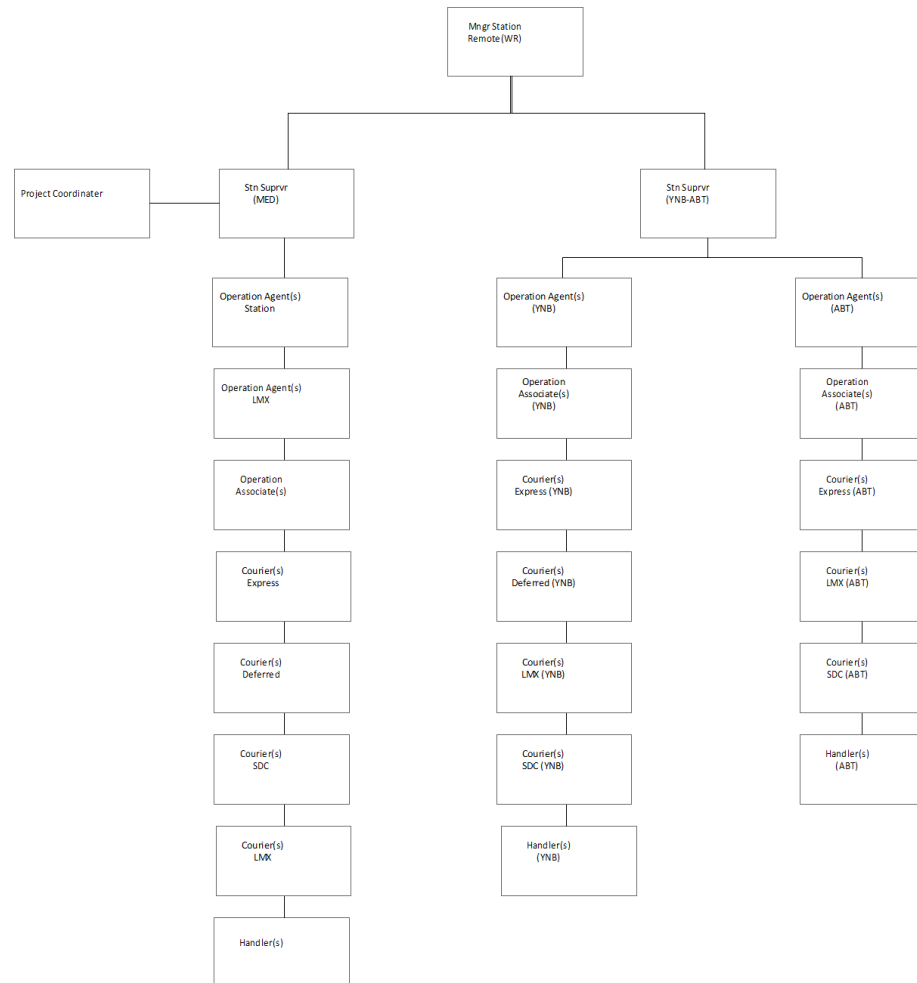 Mngr Station
Remote (WR)
Project Coordinater
Stn Suprvr
(MED)
Stn Suprvr
(YNB-ABT)
Operation Agent(s)
Station
Operation Agent(s)
(YNB)
Operation Agent(s)
(ABT)
Operation Agent(s)
LMX
Operation
Associate(s)
(YNB)
Operation
Associate(s)
(ABT)
Operation
Associate(s)
Courier(s)
Express (YNB)
Courier(s)
Express (ABT)
Courier(s)
Express
Courier(s)
Deferred (YNB)
Courier(s)
LMX (ABT)
Courier(s)
Deferred
Courier(s)
LMX (YNB)
Courier(s)
SDC (ABT)
Courier(s)
SDC
Courier(s)
SDC (YNB)
Handler(s)
(ABT)
Courier(s)
LMX
Handler(s)
(YNB)
Handler(s)